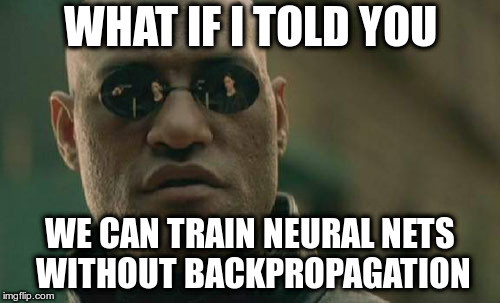 WHAT IF I TOLD YOU
WE CAN TRAIN NEURAL NETS
WITHOUT BACKPROPAGATION
imgflip.com